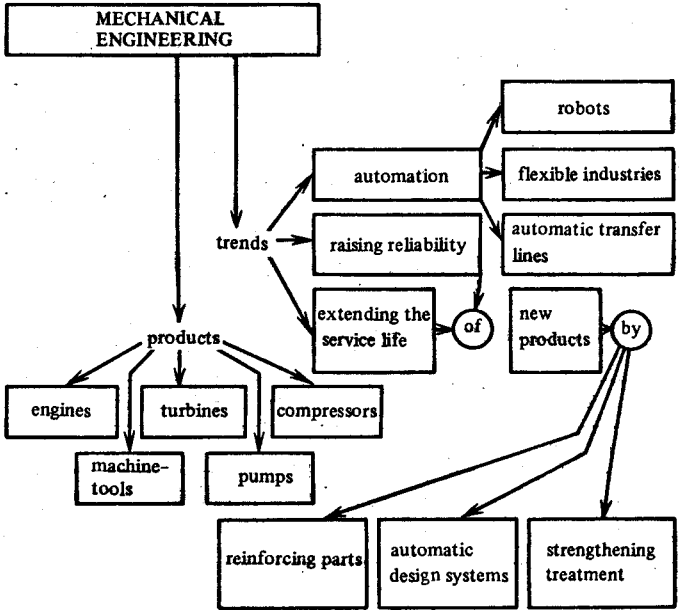 MECHANICAL
ENGINEERING
robots
automation
flexible industries
trends
raising reliability
automatic transfer
lines
extending the
service life
of
new
products
by
products
engines
turbines
compressors
machine-
tools
pumps
reinforcing parts
automatic
design systems
strengthening
treatment